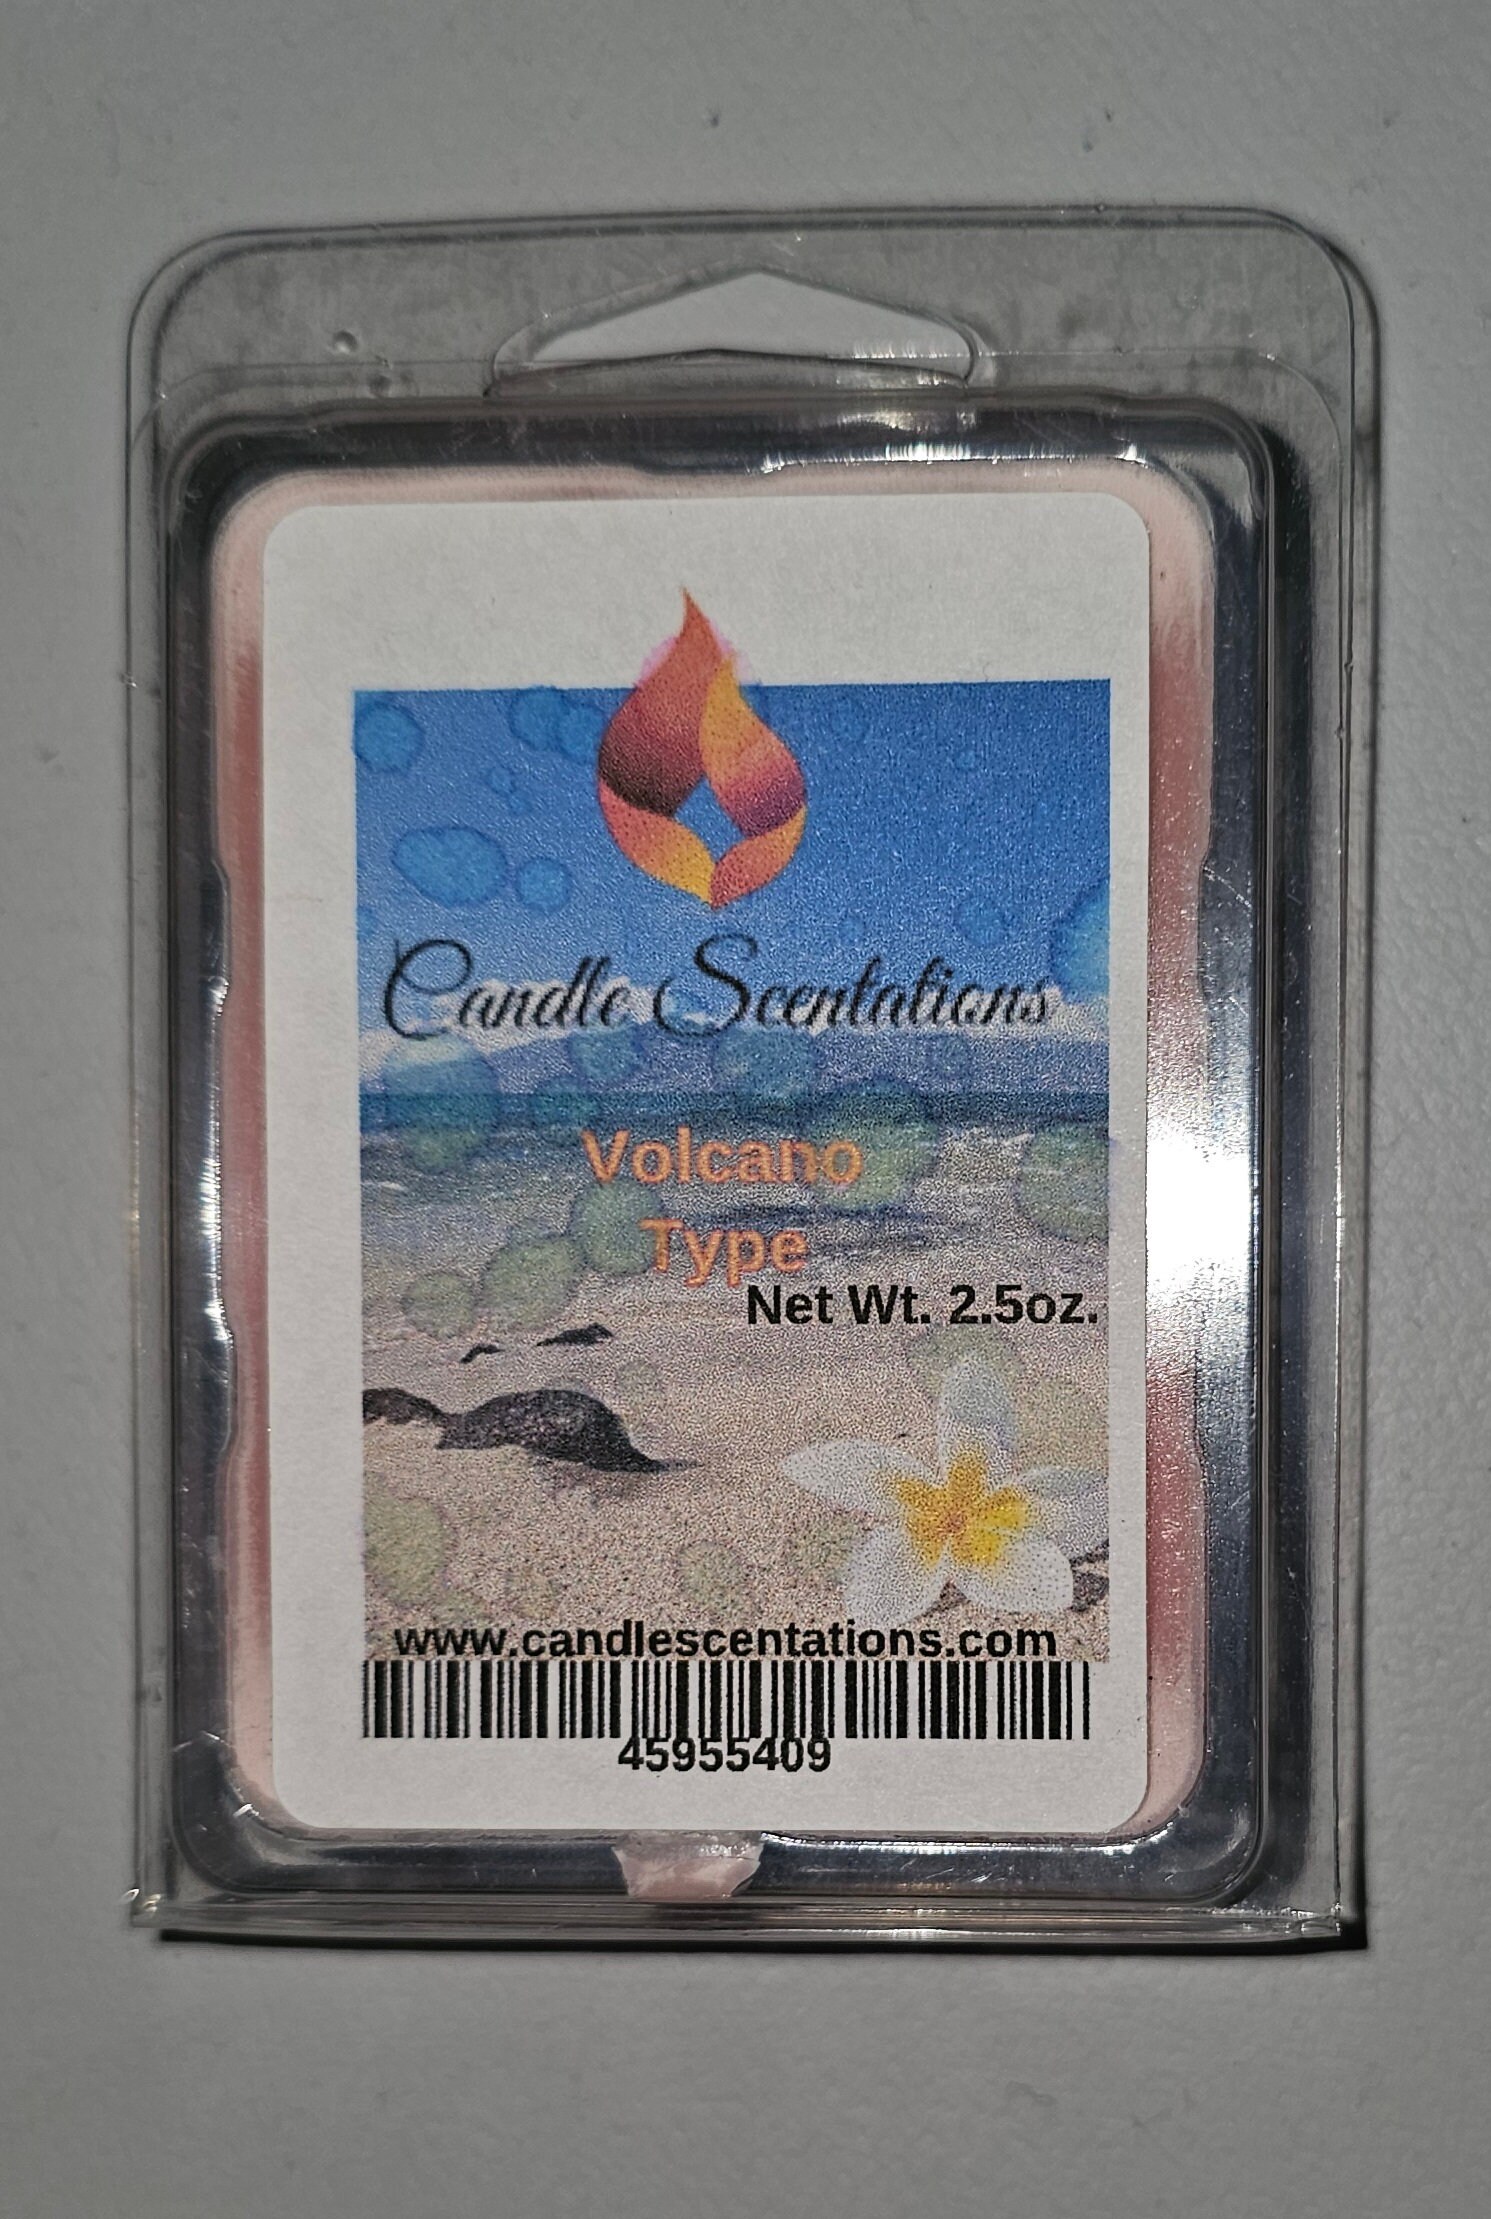 Candle Scentations
Volcano
Type
Net Wt. 2.5oz.
www.candlescentations.com
45955409